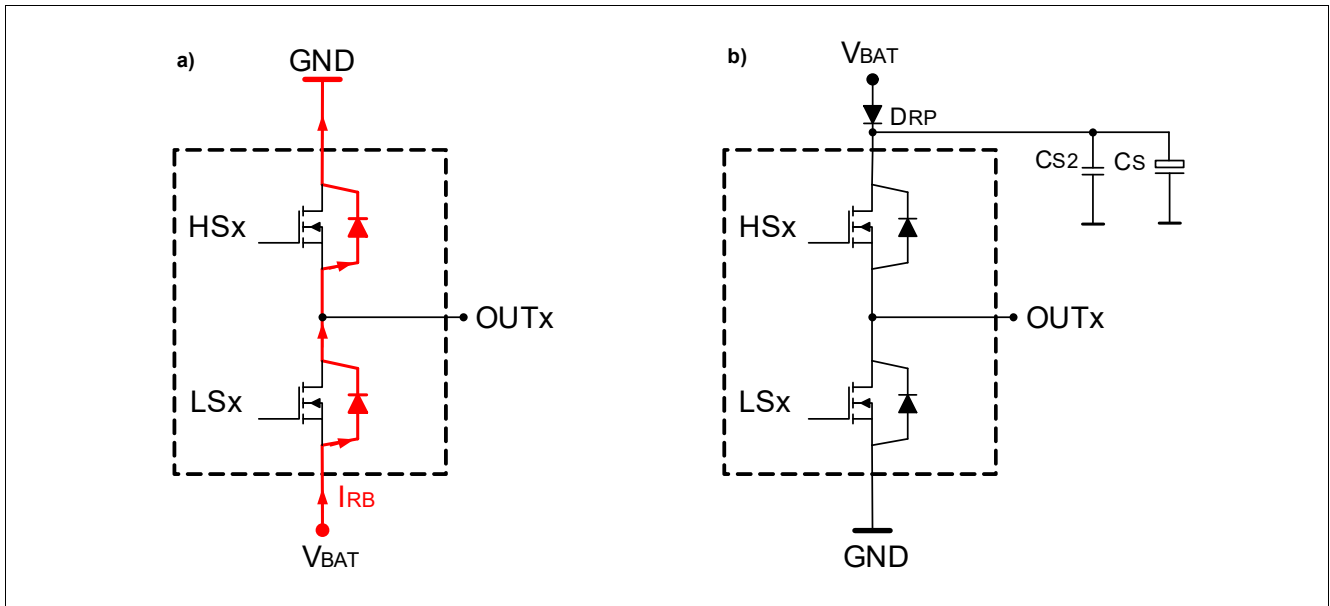 a)
GND
HSx
OUTx
LSx
IRB
VBAT
b)
VBAT
DRP
CS2
CS
HSx
OUTx
LSx
GND